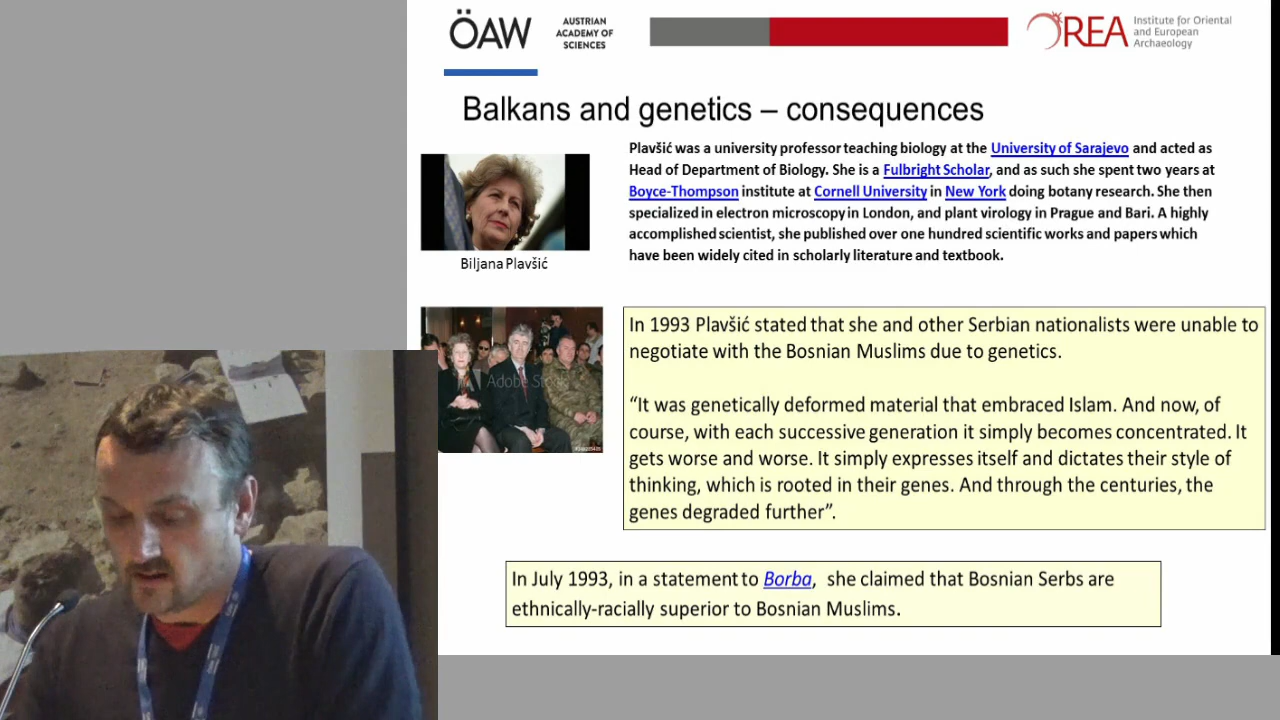 ÖAW
AUSTRIAN
ACADEMY OF
SCIENCES
OREA
Institute for Oriental
and European
Archaeology
Balkans and genetics – consequences
Plavšić was a university professor teaching biology at the University of Sarajevo and acted as
Head of Department of Biology. She is a Fulbright Scholar, and as such she spent two years at
Boyce-Thompson institute at Cornell University in New York doing botany research. She then
specialized in electron microscopy in London, and plant virology in Prague and Bari. A highly
accomplished scientist, she published over one hundred scientific works and papers which
have been widely cited in scholarly literature and textbook.
Biljana Plavšić
In 1993 Plavšić stated that she and other Serbian nationalists were unable to
negotiate with the Bosnian Muslims due to genetics.
“It was genetically deformed material that embraced Islam. And now, of
course, with each successive generation it simply becomes concentrated. It
gets worse and worse. It simply expresses itself and dictates their style of
thinking, which is rooted in their genes. And through the centuries, the
genes degraded further”.
Adobe Stock
In July 1993, in a statement to Borba, she claimed that Bosnian Serbs are
ethnically-racially superior to Bosnian Muslims.